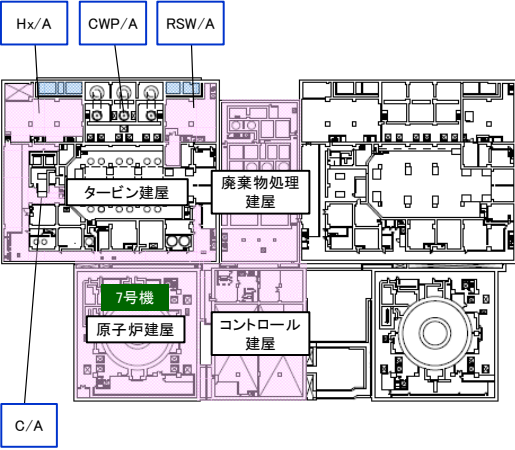 Hx/A
CWP/A
RSW/A
タービン建屋
廃棄物処理
建屋
7号機
原子炉建屋
コントロール
建屋
C/A